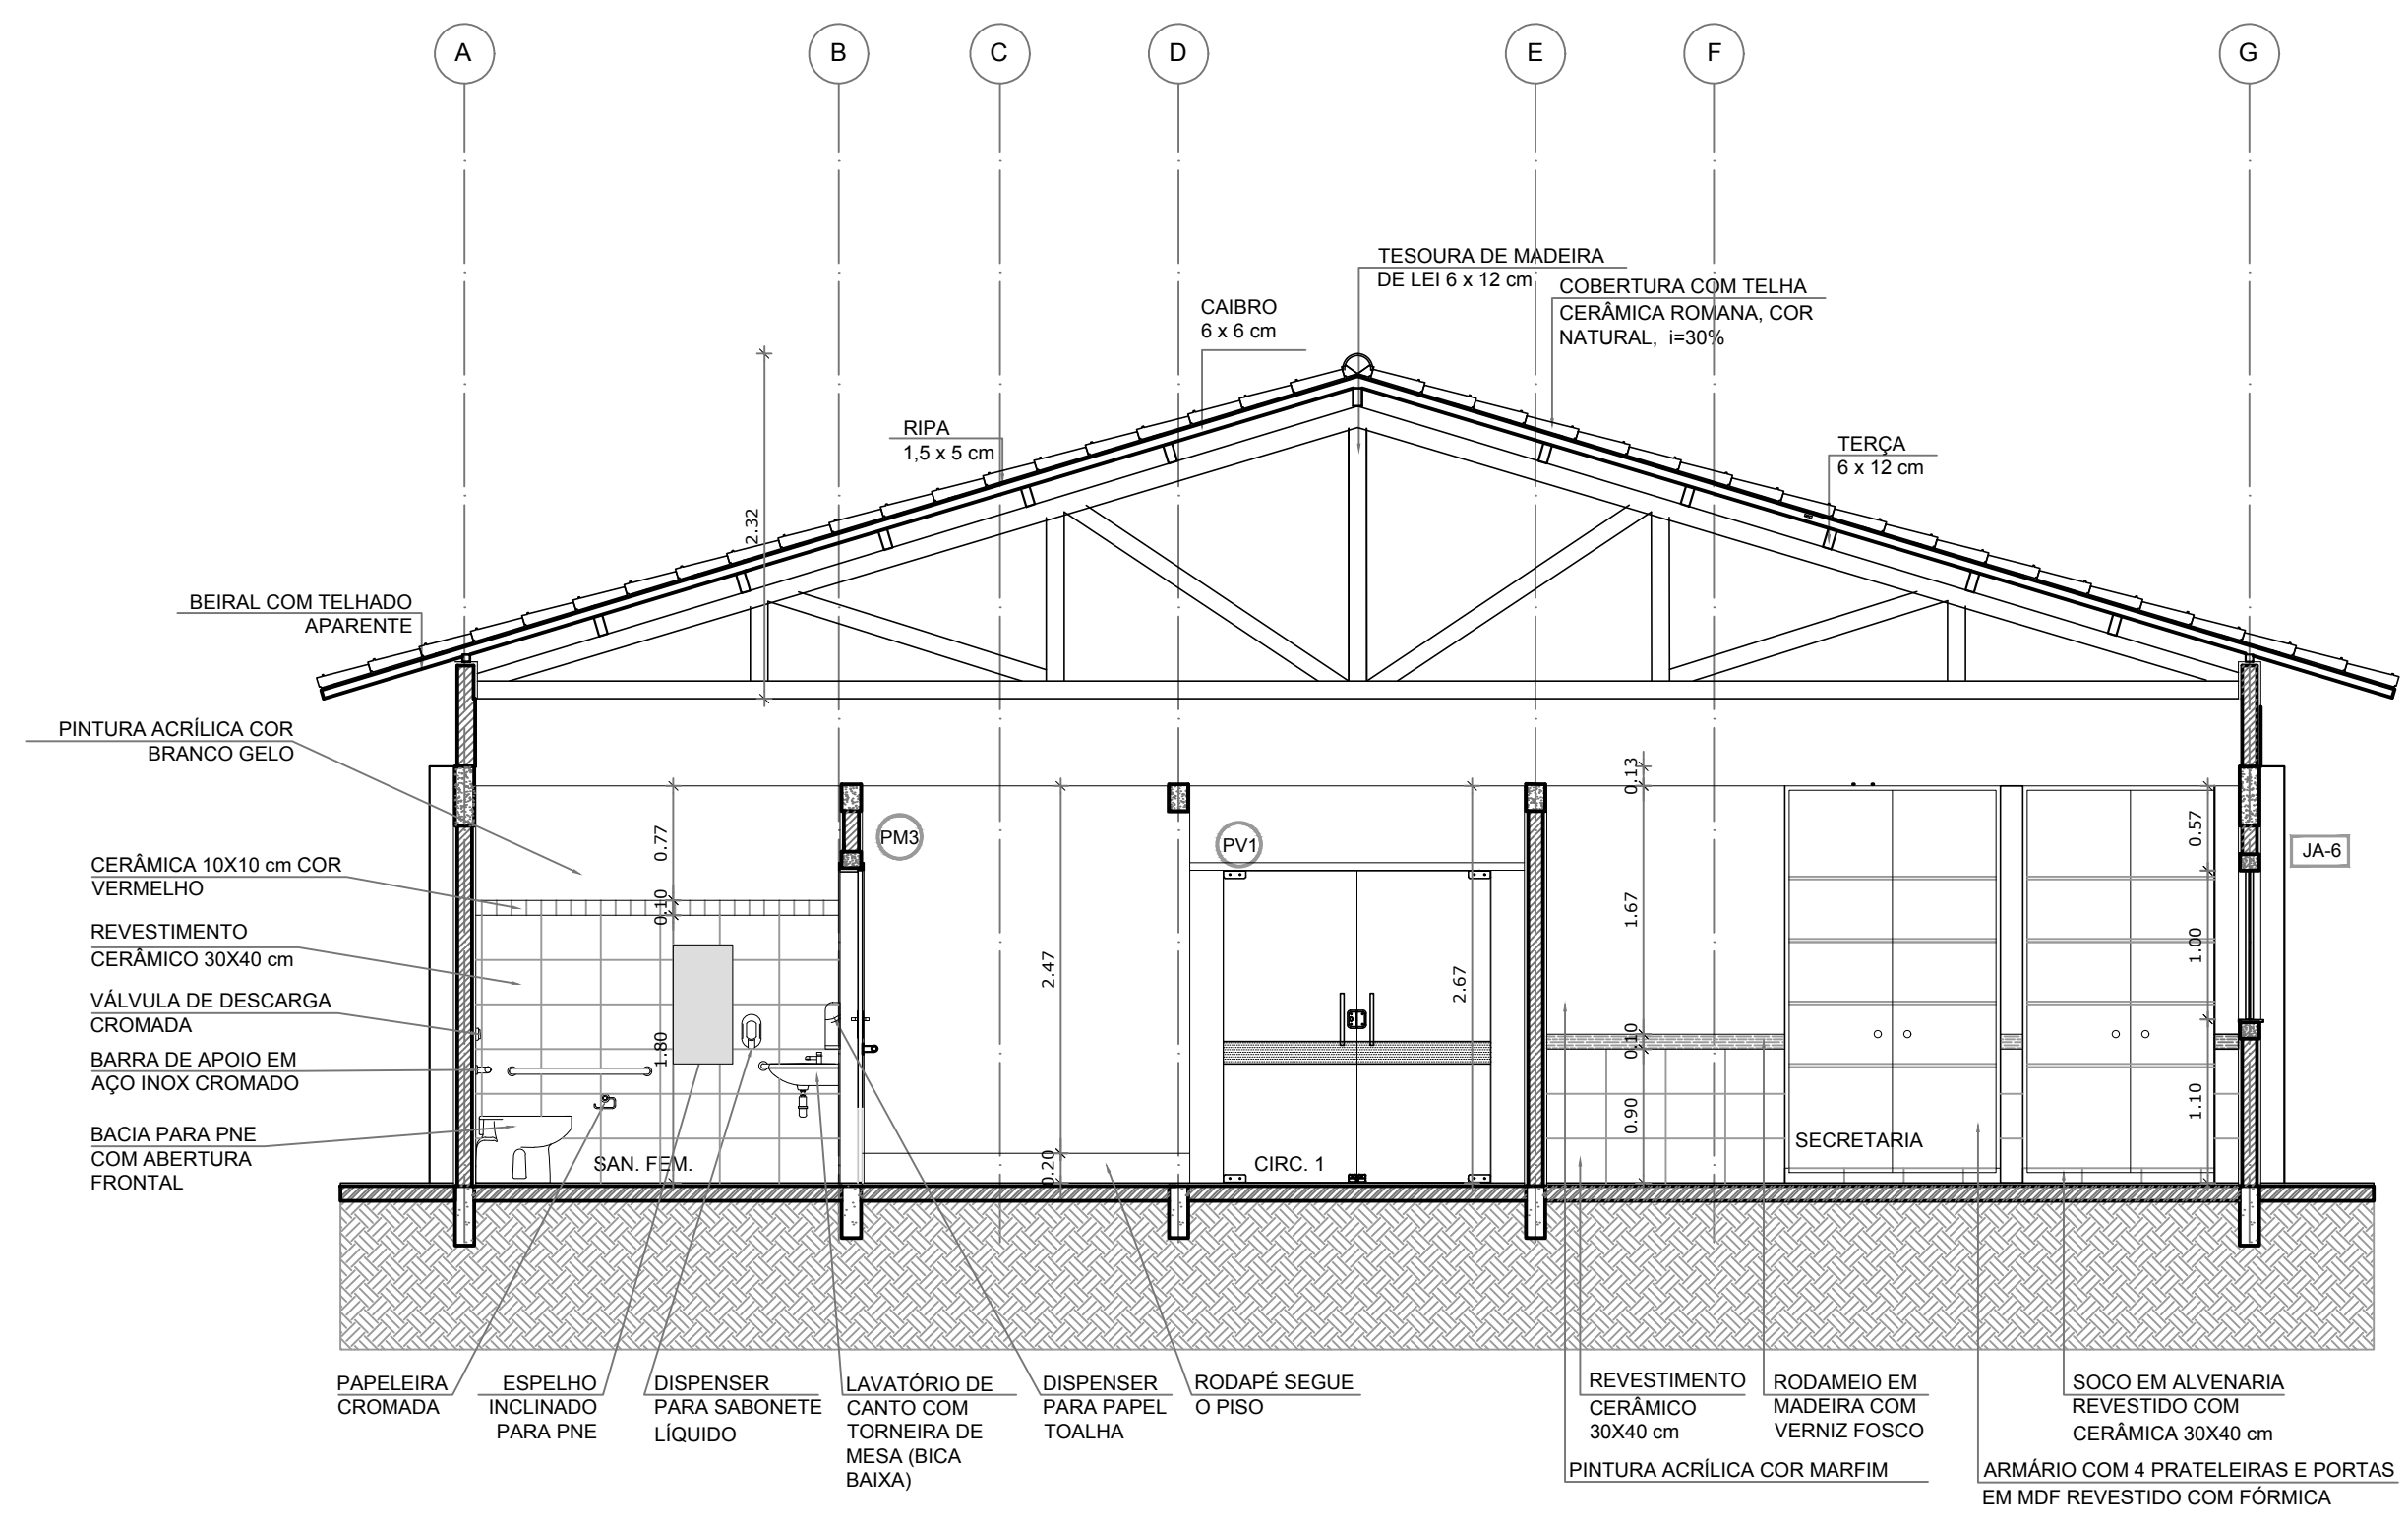 A
B
C
D
E
F
G
TESOURA DE MADEIRA
DE LEI 6 x 12 cm
COBERTURA COM TELHA
CERÂMICA ROMANA, COR
NATURAL, i=30%
CAIBRO
6 x 6 cm
RIPA
1,5 x 5 cm
TERÇA
6 x 12 cm
2.32
BEIRAL COM TELHADO
APARENTE
PINTURA ACRÍLICA COR
BRANCO GELO
CERÂMICA 10X10 cm COR
VERMELHO
REVESTIMENTO
CERÂMICO 30X40 cm
VÁLVULA DE DESCARGA
CROMADA
BARRA DE APOIO EM
AÇO INOX CROMADO
BACIA PARA PNE
COM ABERTURA
FRONTAL
0.77
0.10
1.80
SAN. FEM.
PM3
2.47
0.20
PV1
CIRC. 1
2.67
0.13
1.67
0.10
0.90
SECRETARIA
0.57
1.00
1.10
JA-6
PAPELEIRA
CROMADA
ESPELHO
INCLINADO
PARA PNE
DISPENSER
PARA SABONETE
LÍQUIDO
LAVATÓRIO DE
CANTO COM
TORNEIRA DE
MESA (BICA
BAIXA)
DISPENSER
PARA PAPEL
TOALHA
RODAPÉ SEGUE
O PISO
REVESTIMENTO
CERÂMICO
30X40 cm
RODAMEIO EM
MADEIRA COM
VERNIZ FOSCO
SOCO EM ALVENARIA
REVESTIDO COM
CERÂMICA 30X40 cm
PINTURA ACRÍLICA COR MARFIM
ARMÁRIO COM 4 PRATELEIRAS E PORTAS
EM MDF REVESTIDO COM FÓRMICA